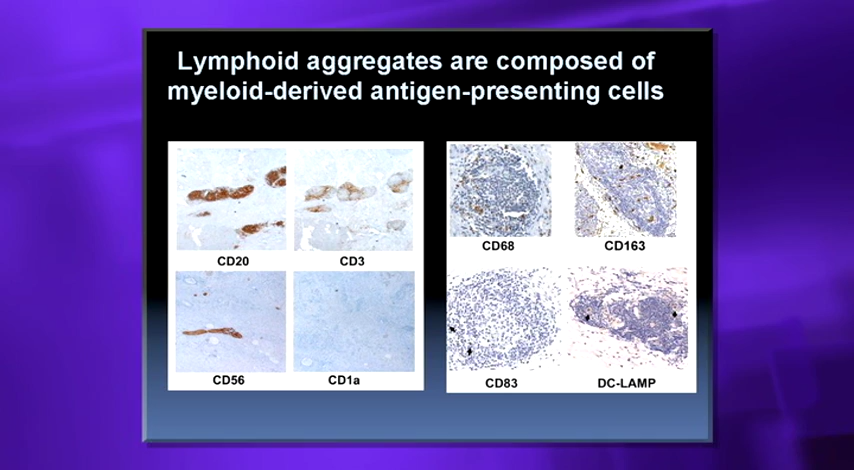 Lymphoid aggregates are composed of
myeloid-derived antigen-presenting cells
CD20
CD3
CD56
CD1a
CD68
CD163
CD83
DC-LAMP